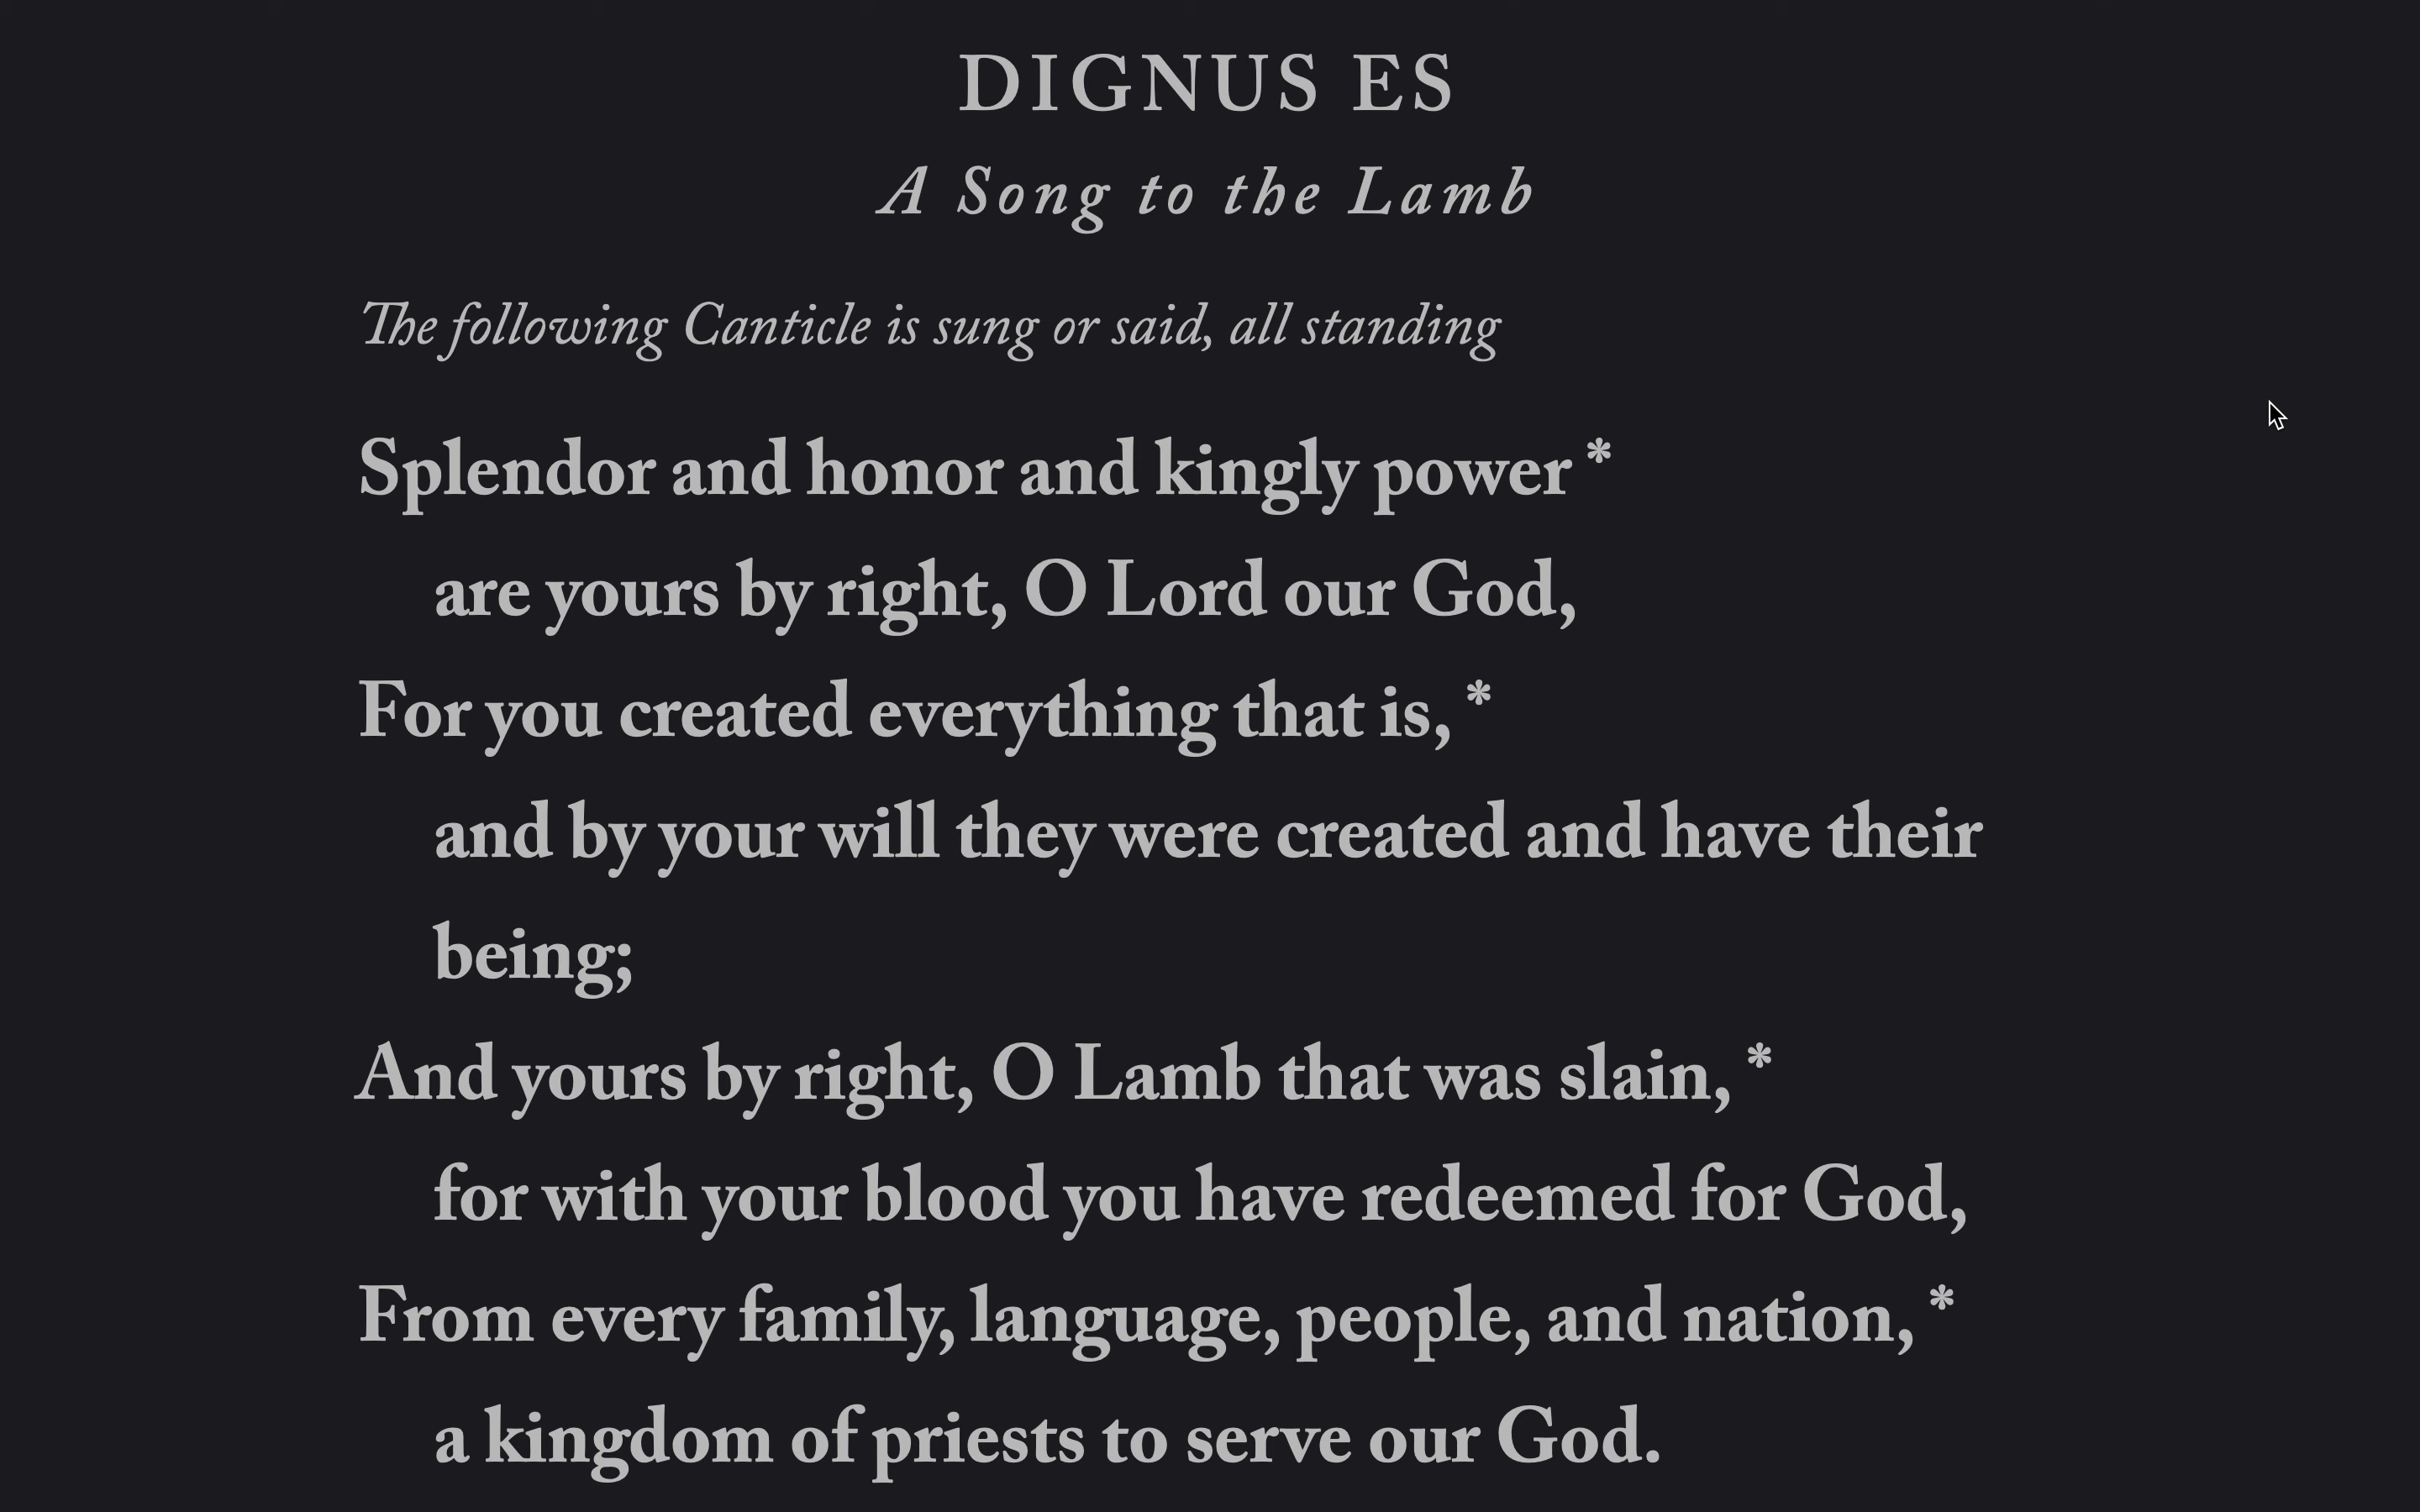 DIGNUS ES
A Song to the Lamb
The following Canticle is sung or said, all standing
Splendor and honor and kingly power *
are yours by right, O Lord our God,
For you created everything that is, *
and by your will they were created and have their
being;
And yours by right, O Lamb that was slain, *
for with your blood you have redeemed for God,
From every family, language, people, and nation, *
a kingdom of priests to serve our God.